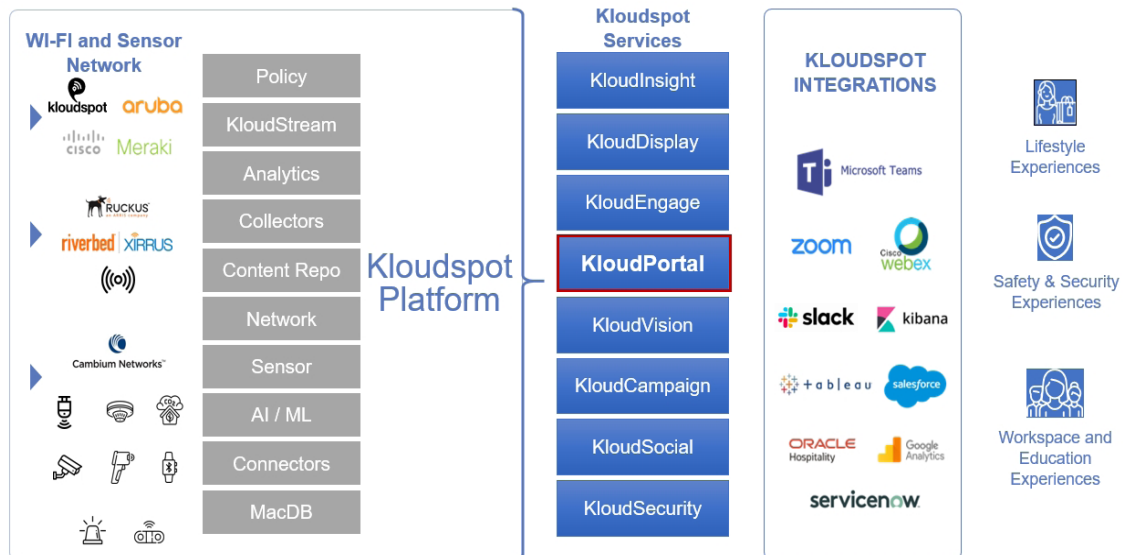 WI-FI and Sensor
Network
kloudspot
aruba
CISCO
Meraki
RUCKUS
an ARRIS company
riverbed
XIRRUS
Cambium Networks™
Policy
KloudStream
Analytics
Collectors
Content Repo
Network
Sensor
AI / ML
Connectors
MacDB
Kloudspot
Platform
Kloudspot
Services
KloudInsight
KloudDisplay
KloudEngage
KloudPortal
KloudVision
KloudCampaign
KloudSocial
KloudSecurity
KLOUDSPOT
INTEGRATIONS
Microsoft Teams
zoom
Cisco
webex
slack
kibana
+ableau
salesforce
ORACLE
Hospitality
Google
Analytics
servicenow
Lifestyle
Experiences
Safety & Security
Experiences
Workspace and
Education
Experiences